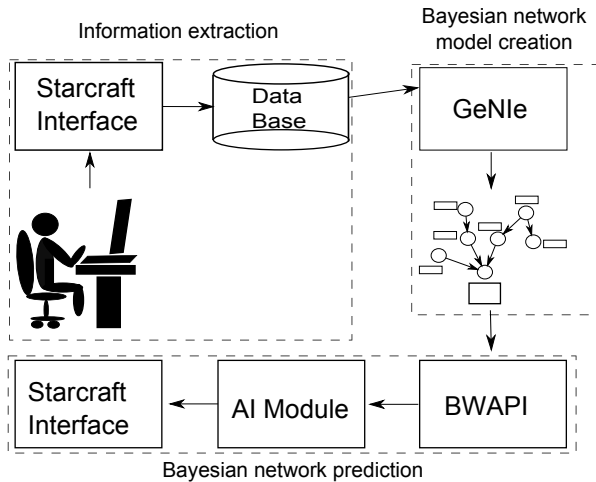 Information extraction
Bayesian network
model creation
Starcraft
Interface
Data
Base
GeNIe
Starcraft
Interface
AI Module
BWAPI
Bayesian network prediction